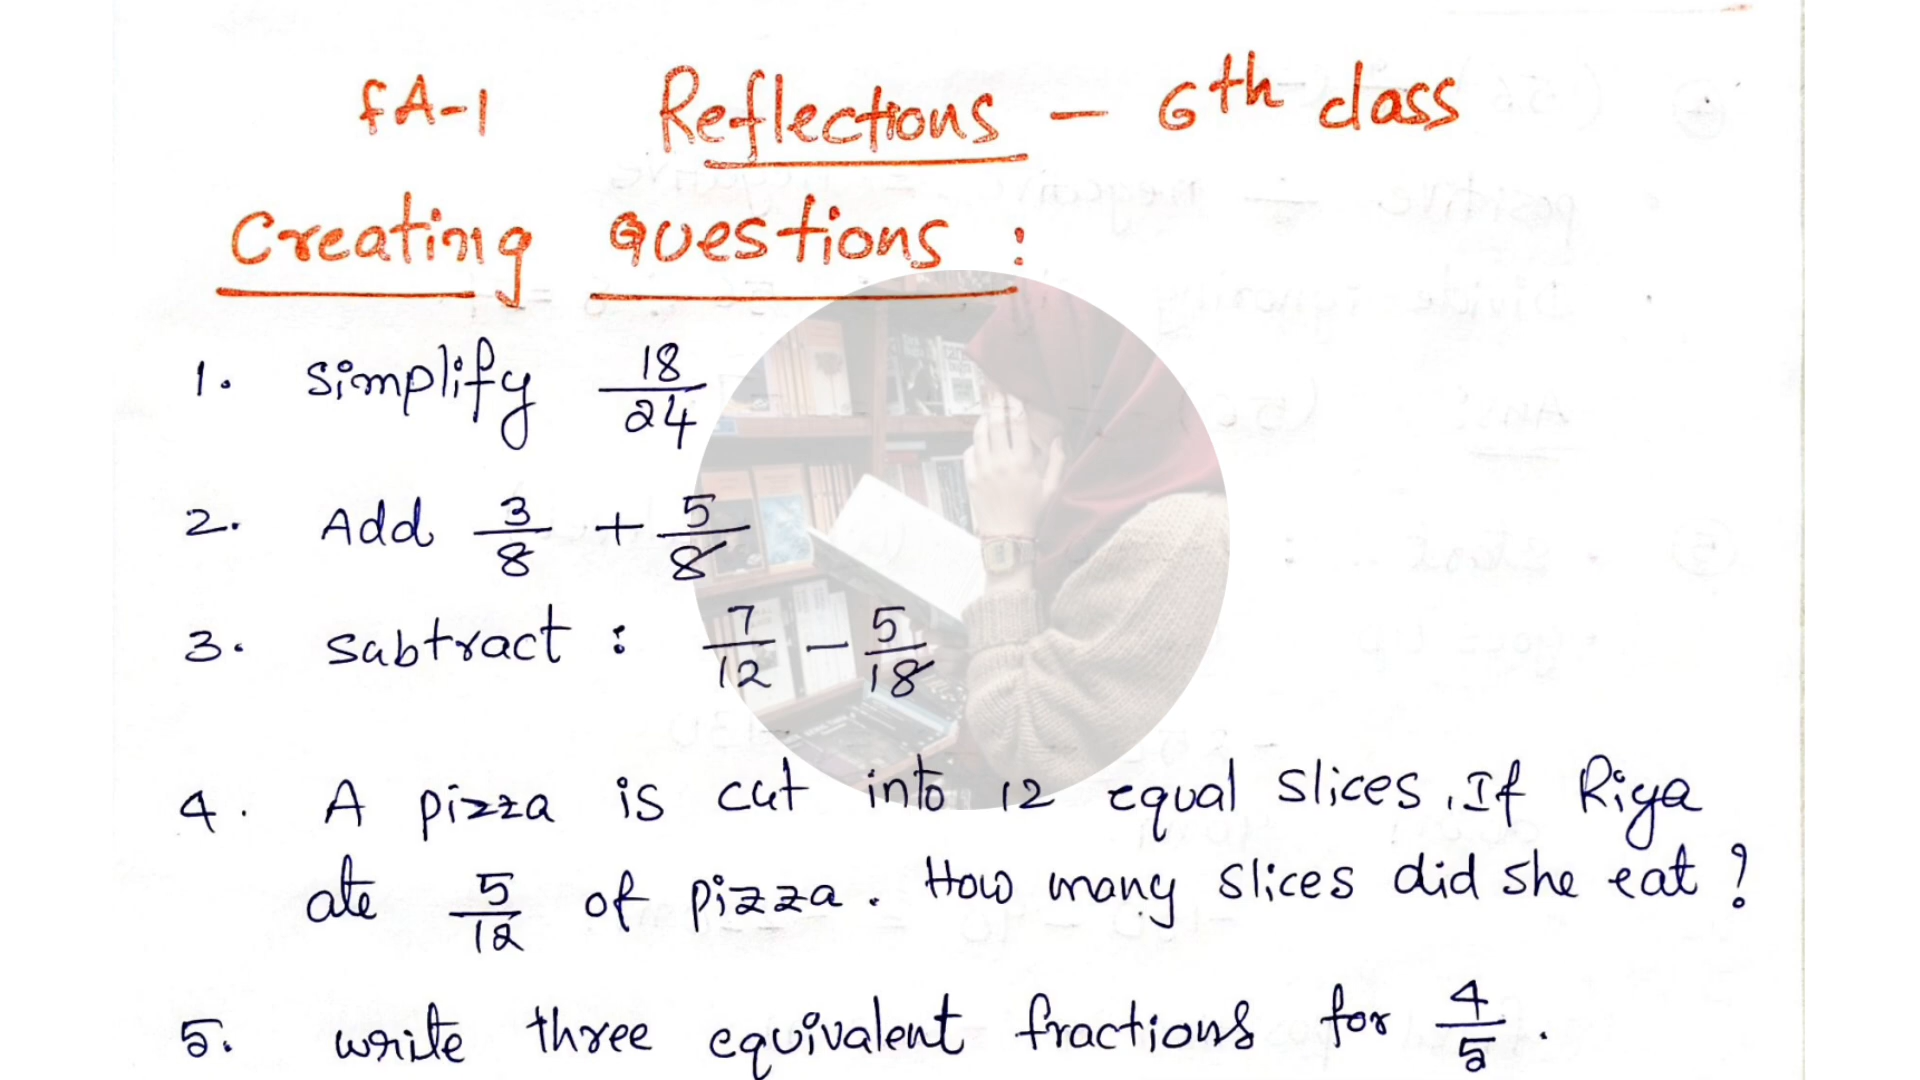 fA-1 Reflections - 6th class
Creating Questions :
1. Simplify 18/24
2. Add 3/8 + 5/8
3. Sabtract : 7/12 - 5/18
4. A pizza is cut into 12 equal slices. If Riya
ate 5/12 of pizza. How many slices did she eat?
5. write three equivalent fractions for 4/5.